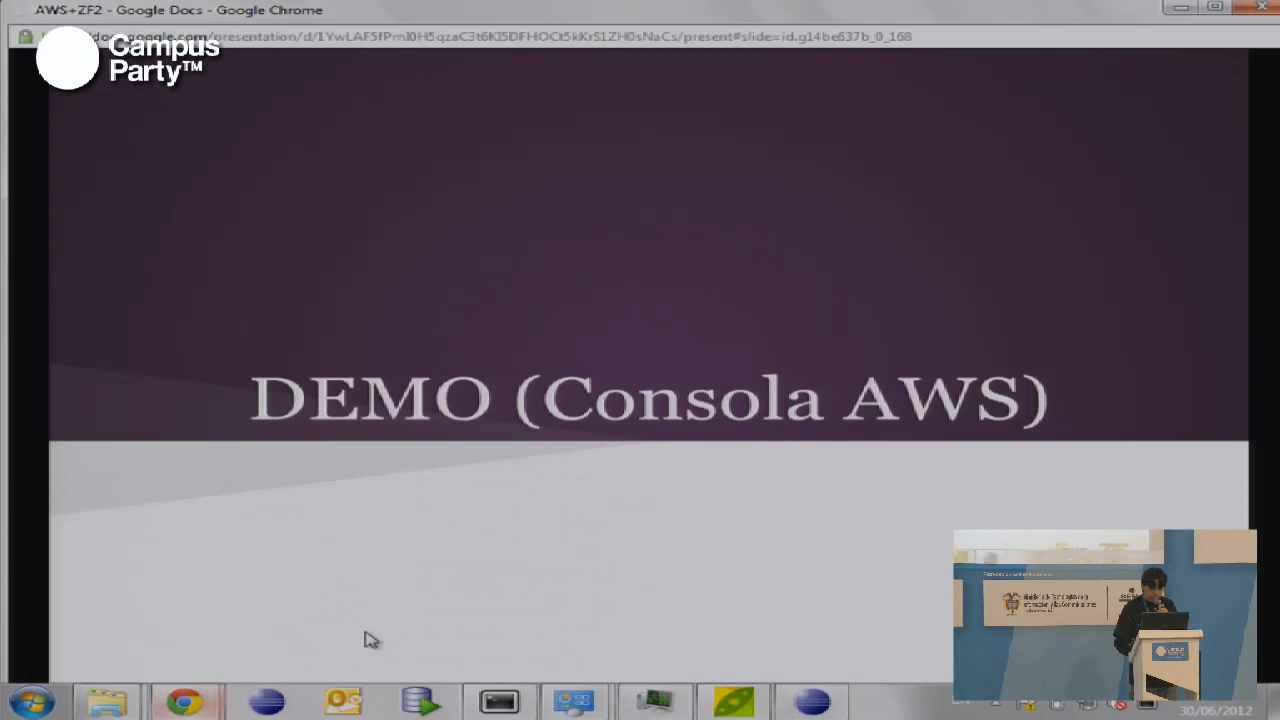 AWS+ZF2 - Google Docs - Google Chrome
Campus
Party™
DEMO (Consola AWS)
30/06/2012